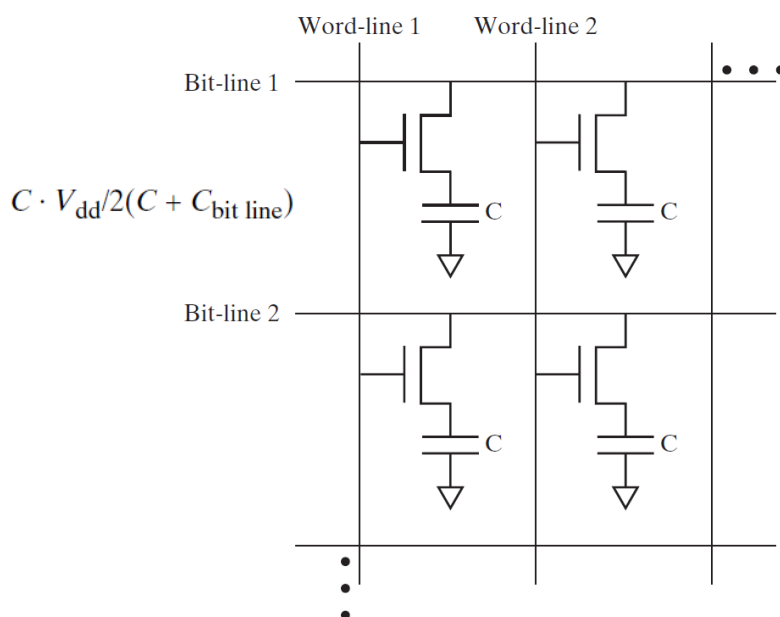 Word-line 1 Word-line 2
Bit-line 1
C · V_dd/2(C + C_bit line)
C C
Bit-line 2
C C